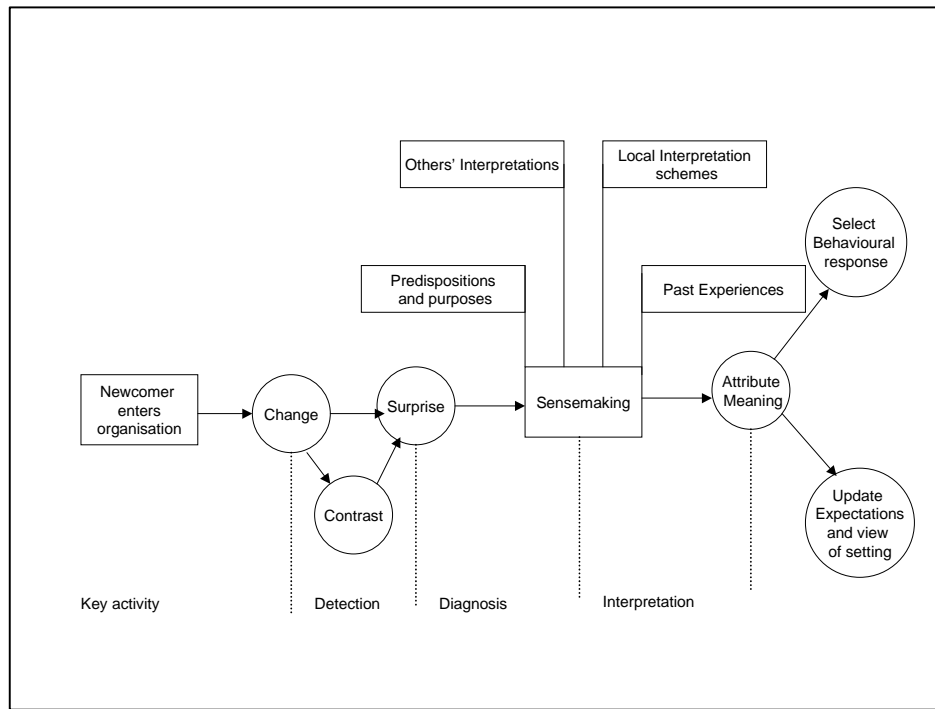 Others' Interpretations
Local Interpretation
schemes
Select
Behavioural
response
Predispositions
and purposes
Past Experiences
Newcomer
enters
organisation
Change
Surprise
Sensemaking
Attribute
Meaning
Contrast
Update
Expectations
and view
of setting
Key activity
Detection
Diagnosis
Interpretation